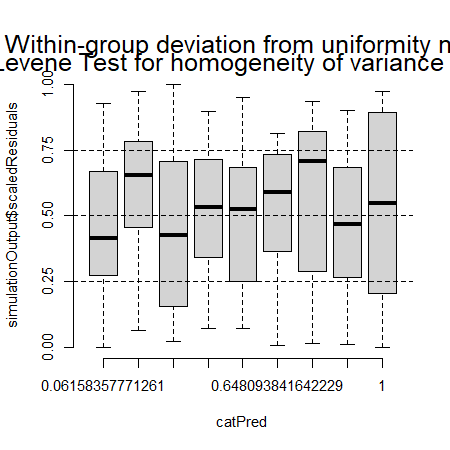 Within-group deviation from uniformity n
Levene Test for homogeneity of variance
simulationOutput$scaledResiduals
1.00
0.75
0.50
0.25
0.00
0.06158357771261 0.648093841642229 1
catPred